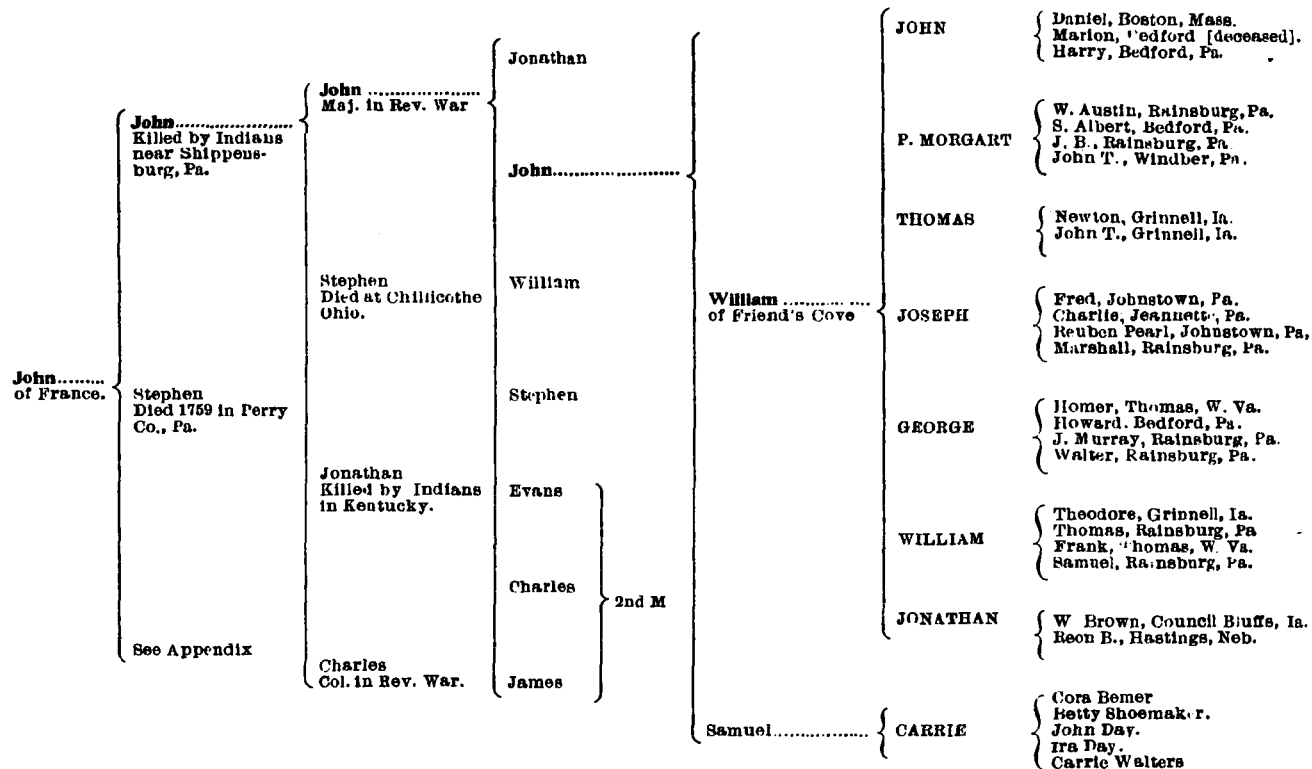 John.........
of France.
John.....................
Killed by Indians
near Shippens-
burg, Pa.
Stephen
Died 1759 in Perry
Co., Pa.
See Appendix
John .....................
Maj. in Rev. War
Stephen
Died at Chillicothe
Ohio.
Jonathan
Killed by Indians
in Kentucky.
Charles
Col. in Rev. War.
Jonathan
John.......................
William
Stephen
Evans
Charles
James
2nd M
William ............ ....
of Friend's Cove
Samuel.................
JOHN
P. MORGART
THOMAS
JOSEPH
GEORGE
WILLIAM
JONATHAN
CARRIE
Daniel, Boston, Mass.
Marion, Bedford [deceased].
Harry, Bedford, Pa.
W. Austin, Rainsburg, Pa.
S. Albert, Bedford, Pa.
J. B., Rainsburg, Pa
John T., Windber, Pa.
Newton, Grinnell, Ia.
John T., Grinnell, Ia.
Fred, Johnstown, Pa.
Charlie, Jeannette, Pa.
Reuben Pearl, Johnstown, Pa,
Marshall, Rainsburg, Pa.
Homer, Thomas, W. Va.
Howard. Bedford, Pa.
J. Murray, Rainsburg, Pa.
Walter, Rainsburg, Pa.
Theodore, Grinnell, Ia.
Thomas, Rainsburg, Pa
Frank, Thomas, W. Va.
Samuel, Rainsburg, Pa.
W Brown, Council Bluffs, Ia.
Reon B., Hastings, Neb.
Cora Bemer
Betty Shoemaker.
John Day.
Ira Day.
Carrie Walters